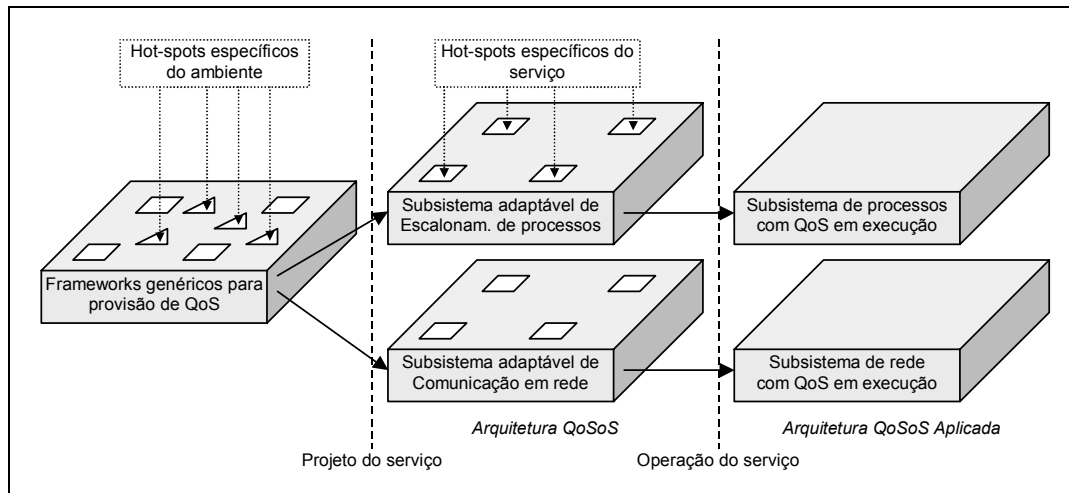 Hot-spots específicos
do ambiente
Hot-spots específicos do
serviço
Frameworks genéricos para
provisão de QoS
Subsistema adaptável de
Escalonam. de processos
Subsistema de processos
com QoS em execução
Subsistema adaptável de
Comunicação em rede
Subsistema de rede
com QoS em execução
Arquitetura QoSoS
Arquitetura QoSoS Aplicada
Projeto do serviço
Operação do serviço